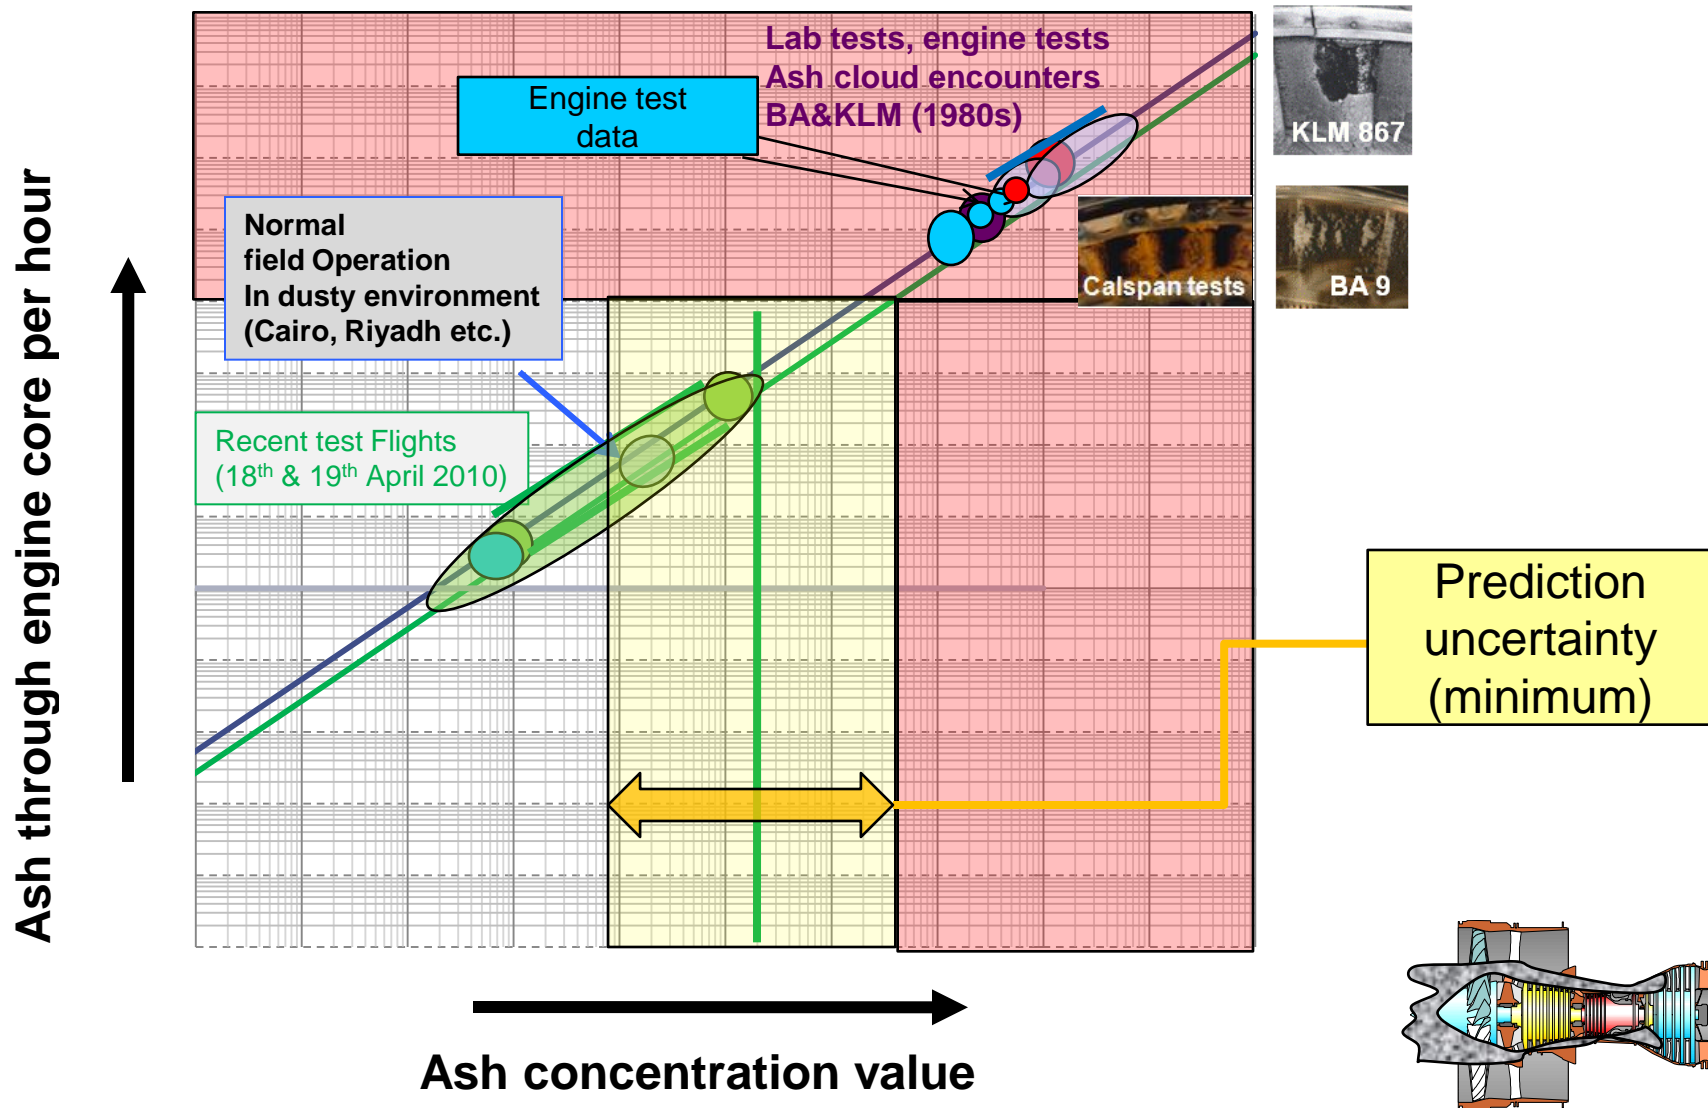 Lab tests, engine tests
Ash cloud encounters
BA&KLM (1980s)
Engine test
data
KLM 867
Normal
field Operation
In dusty environment
(Cairo, Riyadh etc.)
Calspan tests
BA 9
Recent test Flights
(18th & 19th April 2010)
Ash through engine core per hour
Prediction
uncertainty
(minimum)
Ash concentration value